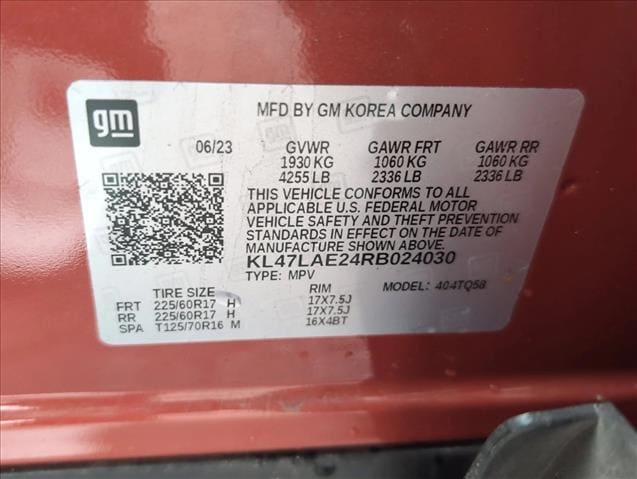 gm
MFD BY GM KOREA COMPANY
06/23 GVWR GAWR FRT GAWR RR
1930 KG 1060 KG 1060 KG
4255 LB 2336 LB 2336 LB
THIS VEHICLE CONFORMS TO ALL
APPLICABLE U.S. FEDERAL MOTOR
VEHICLE SAFETY AND THEFT PREVENTION
STANDARDS IN EFFECT ON THE DATE
OF MANUFACTURE SHOWN ABOVE.
KL47LAE24RB024030
TYPE: MPV
TIRE SIZE RIM MODEL: 404TQ58
FRT 225/60R17 H 17X7.5J
RR 225/60R17 H 17X7.5J
SPA T125/70R16 M 16X4BT